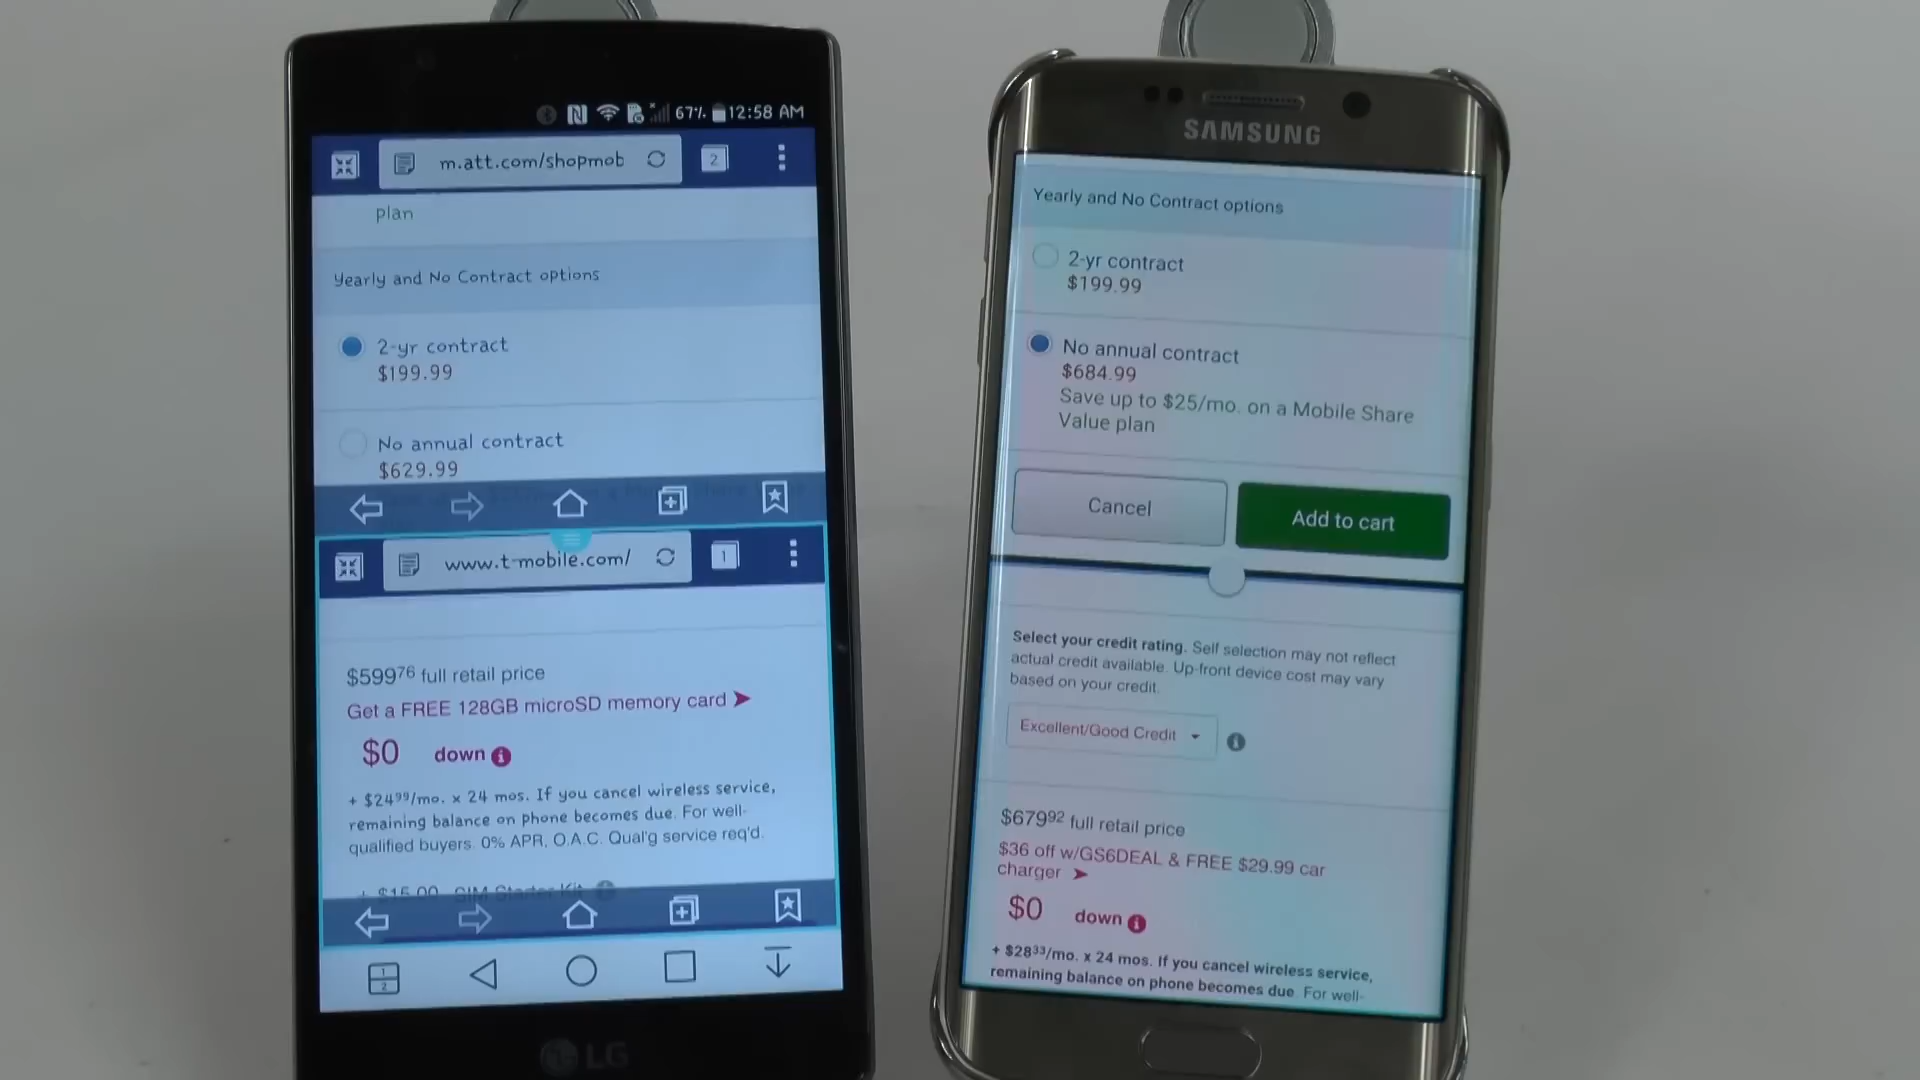 67% 12:58 AM
m.att.com/shopmob
2
plan
Yearly and No Contract options
2-yr contract
$199.99
No annual contract
$629.99
www.t-mobile.com/
1
$599⁷⁶ full retail price
Get a FREE 128GB microSD memory card
$0 down
+ $24⁹⁹/mo. x 24 mos. If you cancel wireless service,
remaining balance on phone becomes due. For well-
qualified buyers. 0% APR, O.A.C. Qual'g service req'd.
+ $15.00 SIM Starter Kit
1
2
LG
SAMSUNG
Yearly and No Contract options
2-yr contract
$199.99
No annual contract
$684.99
Save up to $25/mo. on a Mobile Share
Value plan
Cancel
Add to cart
Select your credit rating. Self selection may not reflect
actual credit available. Up-front device cost may vary
based on your credit.
Excellent/Good Credit
$679⁹² full retail price
$36 off w/GS6DEAL & FREE $29.99 car
charger
$0 down
+ $28³³/mo. x 24 mos. If you cancel wireless service,
remaining balance on phone becomes due. For well-